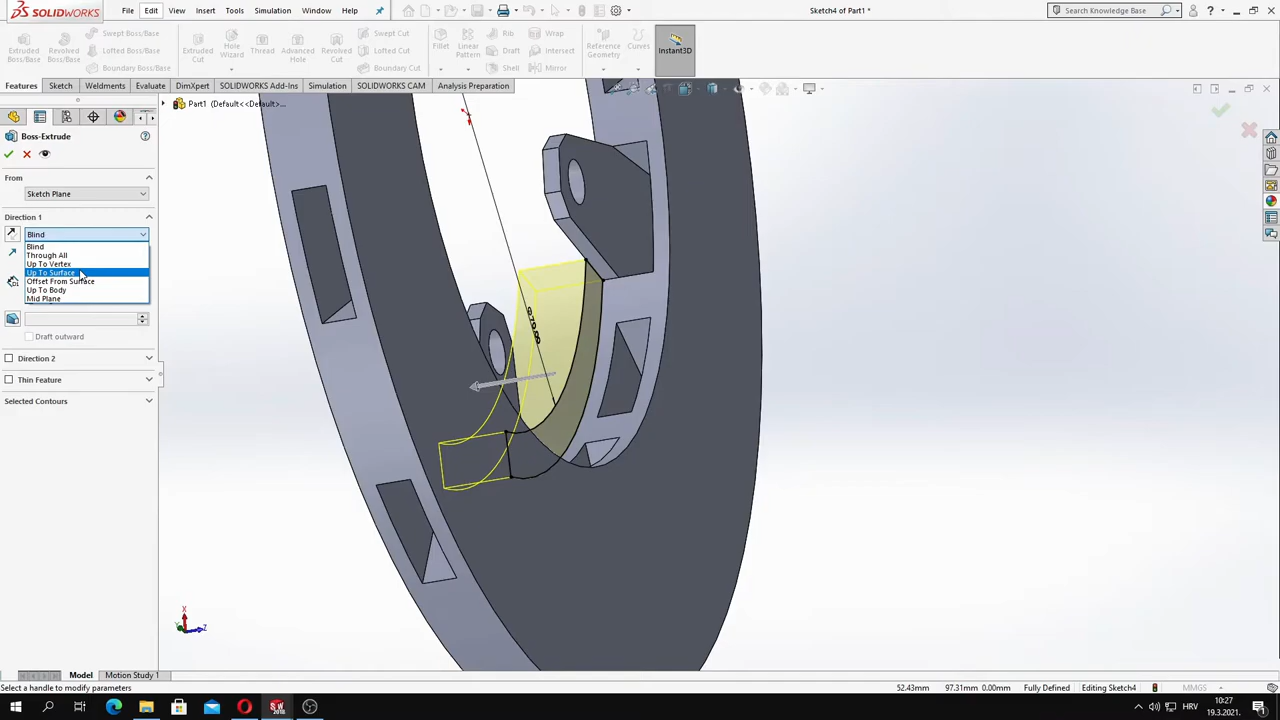 SOLIDWORKS
File
Edit
View
Insert
Tools
Simulation
Window
Help
Sketch4 of Part1 *
Search Knowledge Base
Extruded Boss/Base
Revolved Boss/Base
Swept Boss/Base
Lofted Boss/Base
Boundary Boss/Base
Extruded Cut
Hole Wizard
Thread
Advanced Hole
Revolved Cut
Swept Cut
Lofted Cut
Boundary Cut
Fillet
Linear Pattern
Rib
Draft
Shell
Wrap
Intersect
Mirror
Reference Geometry
Curves
Instant3D
Features
Sketch
Weldments
Evaluate
DimXpert
SOLIDWORKS Add-Ins
Simulation
SOLIDWORKS CAM
Analysis Preparation
Part1 (Default<<Default>...
Boss-Extrude
From
Sketch Plane
Direction 1
Blind
Blind
Through All
Up To Vertex
Up To Surface
Offset From Surface
Up To Body
Mid Plane
Draft outward
Direction 2
Thin Feature
Selected Contours
X
Y
Z
Model
Motion Study 1
Select a handle to modify parameters
52.43mm
97.31mm
0.00mm
Fully Defined
Editing Sketch4
MMGS
HRV
10:27
19.3.2021.